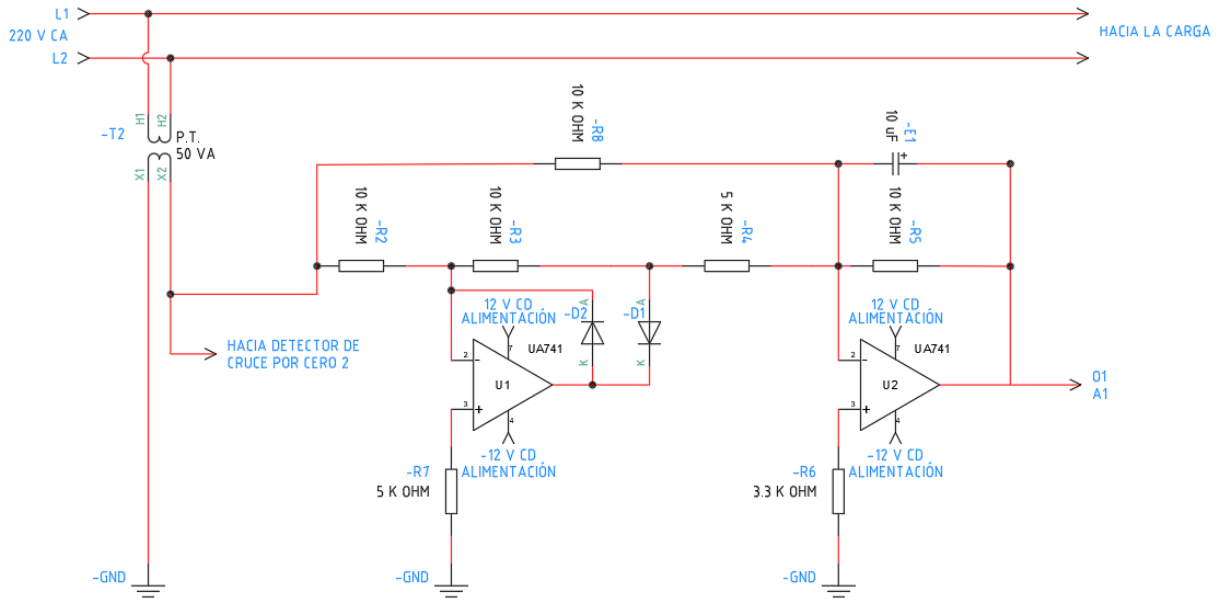 L1
220 V CA
L2
HACIA LA CARGA
-T2
H1
H2
P.T.
50 VA
X1
X2
10 K OHM
-R8
10 uF
-E1
+
10 K OHM
-R2
10 K OHM
-R3
5 K OHM
-R4
10 K OHM
-R5
HACIA DETECTOR DE
CRUCE POR CERO 2
12 V CD
ALIMENTACIÓN
-D2
A
K
-D1
A
K
7
UA741
2
-
U1
3
+
4
-12 V CD
ALIMENTACIÓN
12 V CD
ALIMENTACIÓN
7
UA741
2
-
U2
3
+
4
-12 V CD
ALIMENTACIÓN
O1
A1
-R7
5 K OHM
-R6
3.3 K OHM
-GND
-GND
-GND